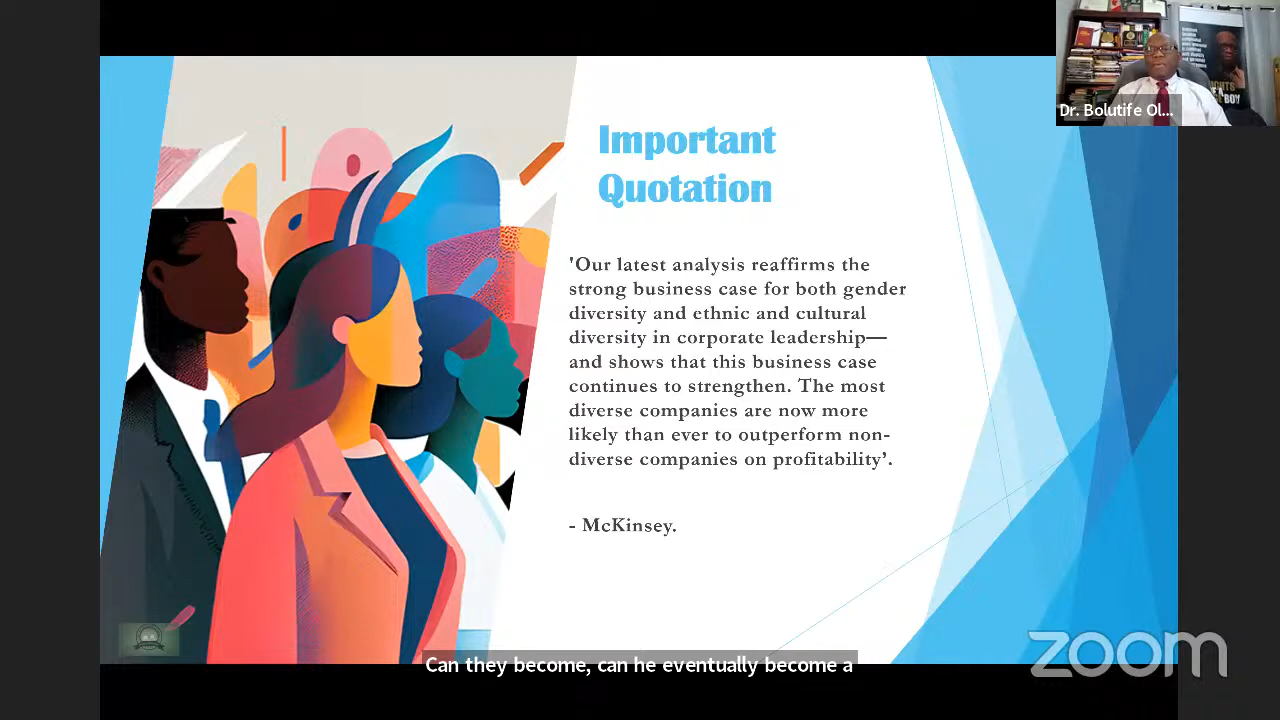 Important
Quotation
'Our latest analysis reaffirms the
strong business case for both gender
diversity and ethnic and cultural
diversity in corporate leadership—
and shows that this business case
continues to strengthen. The most
diverse companies are now more
likely than ever to outperform non-
diverse companies on profitability’.
- McKinsey.
Dr. Bolutife Ol...
Can they become, can he eventually become a
zoom